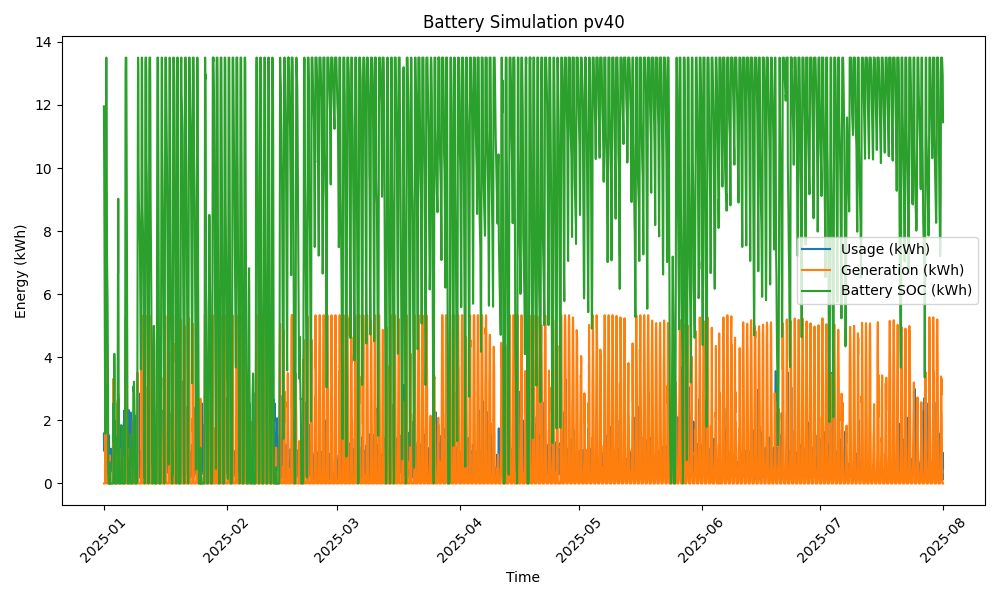 Battery Simulation pv40
14
12
10
8
6
4
2
0
Energy (kWh)
Usage (kWh)
Generation (kWh)
Battery SOC (kWh)
2025-01
2025-02
2025-03
2025-04
2025-05
2025-06
2025-07
2025-08
Time